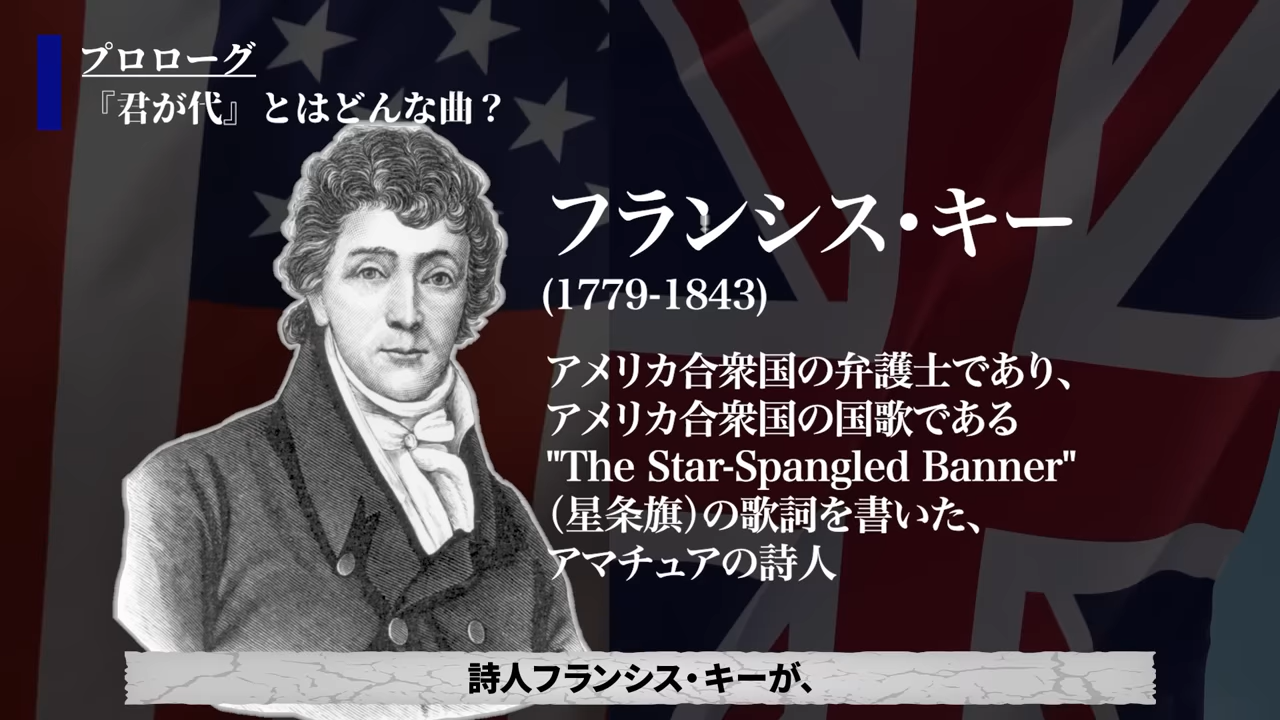 プロローグ
『君が代』とはどんな曲？
フランシス・キー
(1779-1843)
アメリカ合衆国の弁護士であり、
アメリカ合衆国の国歌である
"The Star-Spangled Banner"
（星条旗）の歌詞を書いた、
アマチュアの詩人
詩人フランシス・キーが、